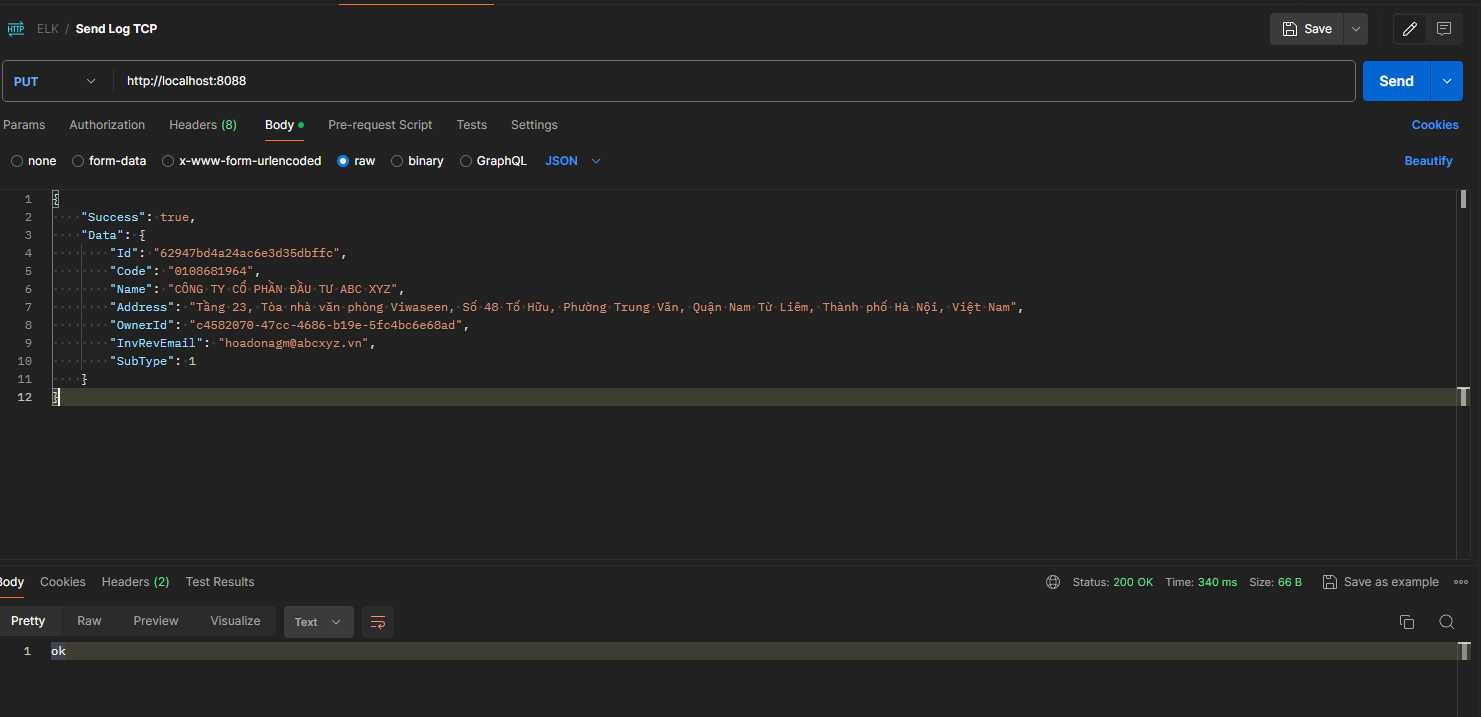 HTTP ELK / Send Log TCP Save
PUT http://localhost:8088 Send
Params Authorization Headers (8) Body Pre-request Script Tests Settings Cookies
none form-data x-www-form-urlencoded raw binary GraphQL JSON Beautify
1 {
2 "Success": true,
3 "Data": {
4 "Id": "62947bd4a24ac6e3d35dbffc",
5 "Code": "0108681964",
6 "Name": "CÔNG TY CỔ PHẦN ĐẦU TƯ ABC XYZ",
7 "Address": "Tầng 23, Tòa nhà văn phòng Viwaseen, Số 48 Tố Hữu, Phường Trung Văn, Quận Nam Từ Liêm, Thành phố Hà Nội, Việt Nam",
8 "OwnerId": "c4582070-47cc-4686-b19e-5fc4bc6e68ad",
9 "InvRevEmail": "hoadonagm@abcxyz.vn",
10 "SubType": 1
11 }
12 }
Body Cookies Headers (2) Test Results Status: 200 OK Time: 340 ms Size: 66 B Save as example
Pretty Raw Preview Visualize Text
1 ok